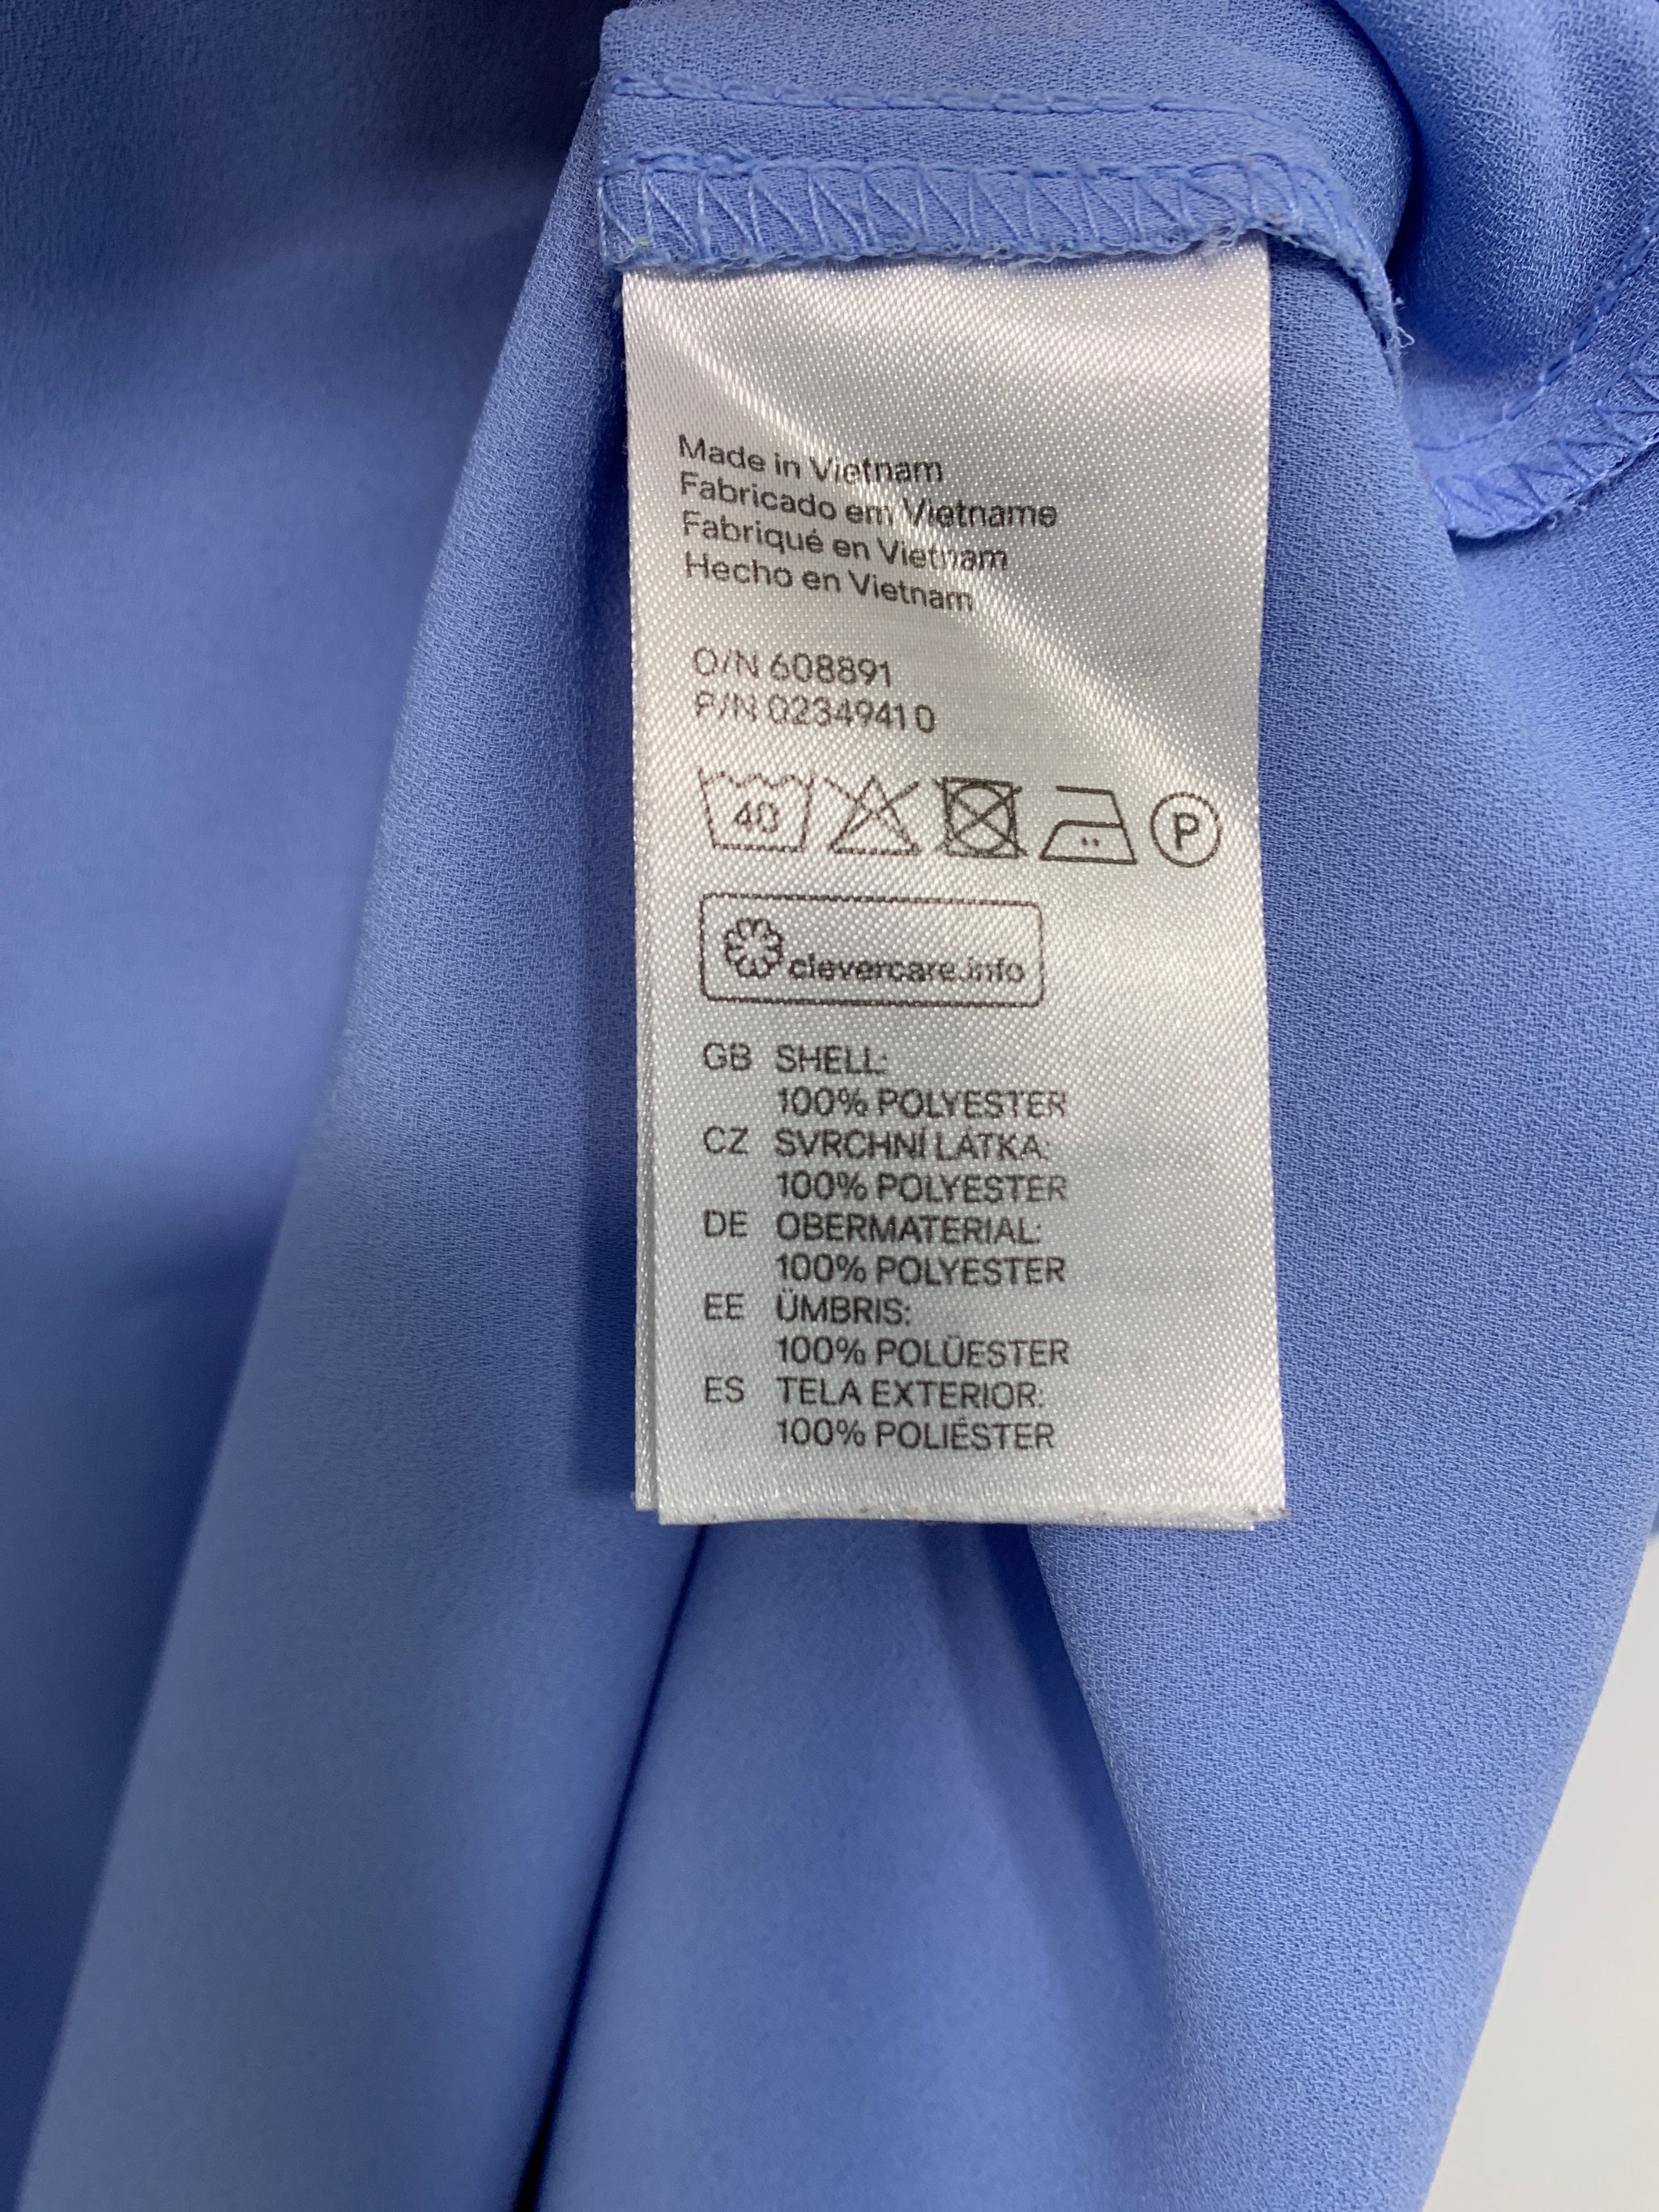 Made in Vietnam
Fabricado em Vietname
Fabriqué en Vietnam
Hecho en Vietnam
O/N 608891
P/N 02349410
40 P
clevercare.info
GB SHELL:
100% POLYESTER
CZ SVRCHNÍ LÁTKA:
100% POLYESTER
DE OBERMATERIAL:
100% POLYESTER
EE ÜMBRIS:
100% POLÜESTER
ES TELA EXTERIOR:
100% POLIÉSTER